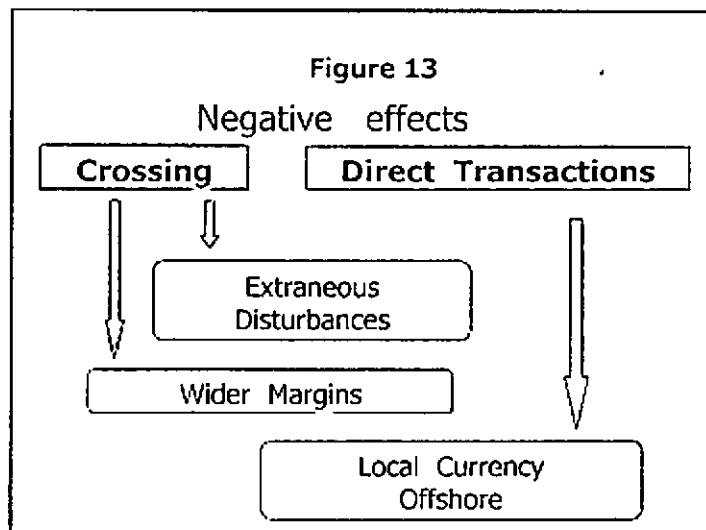 Figure 13
Negative effects
Crossing
Direct Transactions
Extraneous
Disturbances
Wider Margins
Local Currency
Offshore